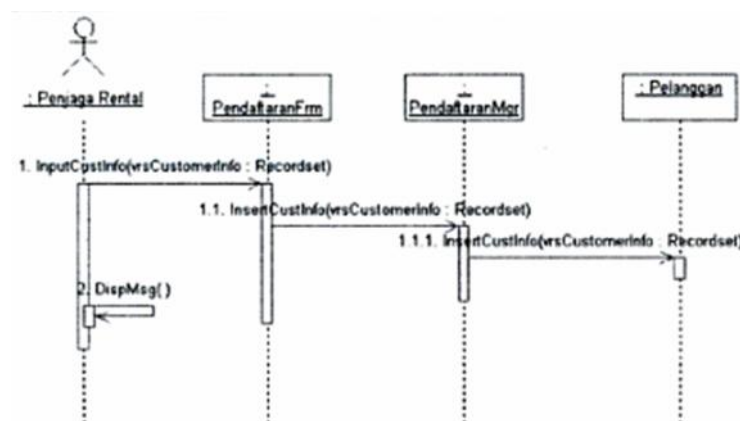 : Penjaga Rental
:
PendaftaranFrm
:
PendaftaranMgr
: Pelanggan
1. InputCustInfo(vrsCustomerInfo : Recordset)
1.1. InsertCustInfo(vrsCustomerInfo : Recordset)
1.1.1. InsertCustInfo(vrsCustomerInfo : Recordset)
2. DispMsg( )